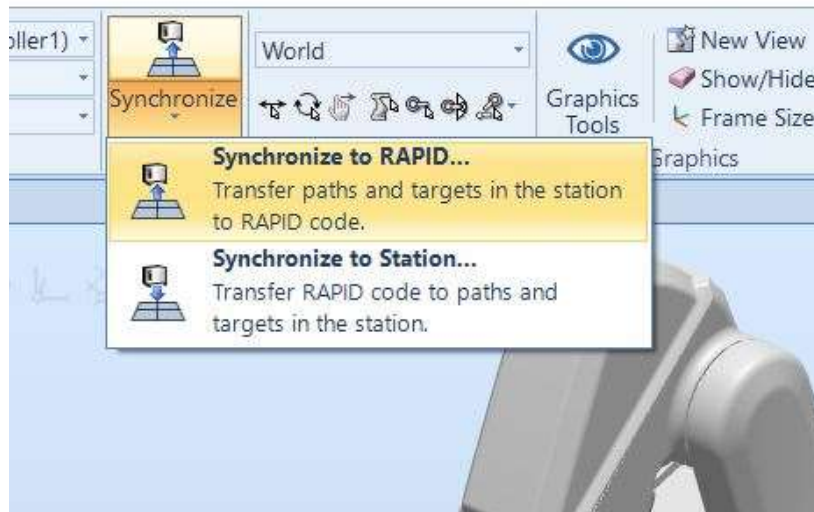 Synchronize
World
Graphics
Tools
New View
Show/Hide
Frame Size
Graphics
Synchronize to RAPID...
Transfer paths and targets in the station
to RAPID code.
Synchronize to Station...
Transfer RAPID code to paths and
targets in the station.